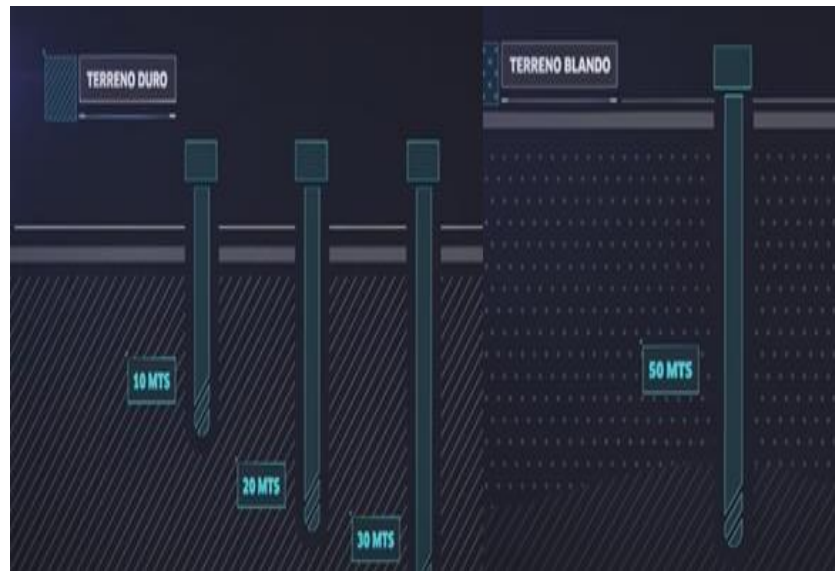 TERRENO DURO
10 MTS
20 MTS
30 MTS
TERRENO BLANDO
50 MTS